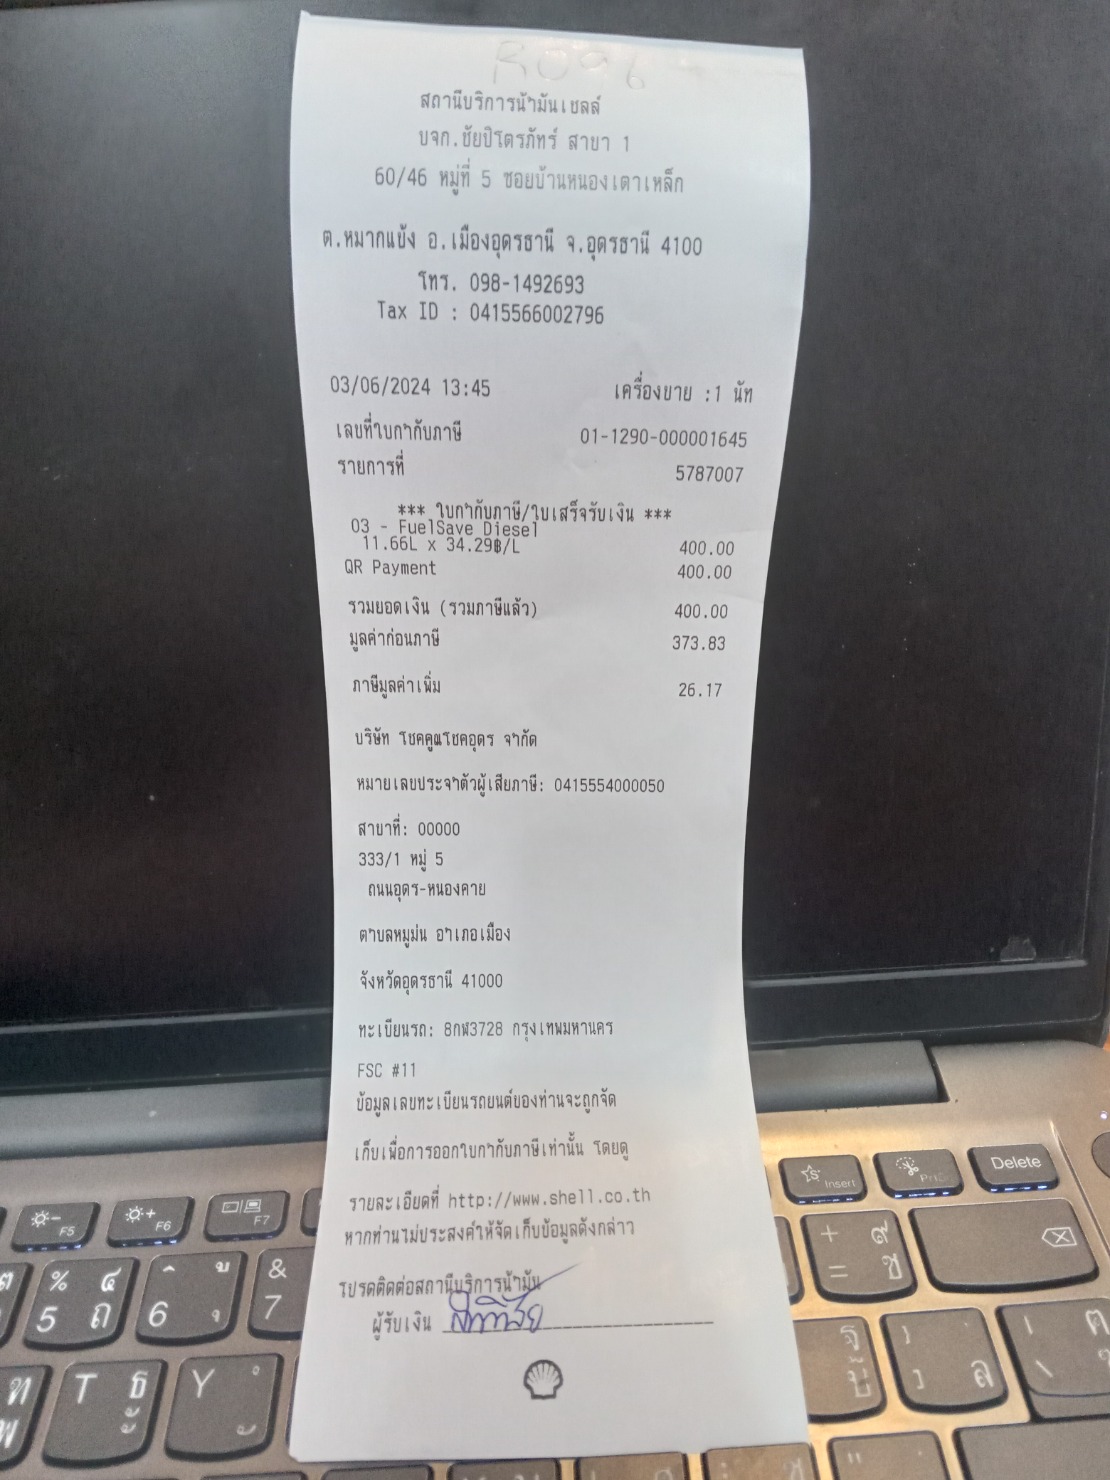 R096
สถานีบริการน้ำมันเชลล์
บจก.ชัยปิโตรภัทร์ สาขา 1
60/46 หมู่ที่ 5 ซอยบ้านหนองเตาเหล็ก
ต.หมากแข้ง อ.เมืองอุดรธานี จ.อุดรธานี 4100
โทร. 098-1492693
Tax ID : 0415566002796
03/06/2024 13:45 เครื่องขาย :1 นัท
เลขที่ใบกำกับภาษี 01-1290-000001645
รายการที่ 5787007
*** ใบกำกับภาษี/ใบเสร็จรับเงิน ***
03 - FuelSave Diesel
11.66L x 34.29฿/L 400.00
QR Payment 400.00
รวมยอดเงิน (รวมภาษีแล้ว) 400.00
มูลค่าก่อนภาษี 373.83
ภาษีมูลค่าเพิ่ม 26.17
บริษัท โชคคูณโชคอุดร จำกัด
หมายเลขประจำตัวผู้เสียภาษี: 0415554000050
สาขาที่: 00000
333/1 หมู่ 5
ถนนอุดร-หนองคาย
ตำบลหมูม่น อำเภอเมือง
จังหวัดอุดรธานี 41000
ทะเบียนรถ: 8กฬ3728 กรุงเทพมหานคร
FSC #11
ข้อมูลเลขทะเบียนรถยนต์ของท่านจะถูกจัด
เก็บเพื่อการออกใบกำกับภาษีเท่านั้น โดยดู
รายละเอียดที่ http://www.shell.co.th
หากท่านไม่ประสงค์ให้จัดเก็บข้อมูลดังกล่าว
โปรดติดต่อสถานีบริการน้ำมัน
ผู้รับเงิน
Insert
Delete
F5
F6
F7
% ๔
5 ถ
6
& 
7
+ ๙
= ซ
T ธ
Y
ล